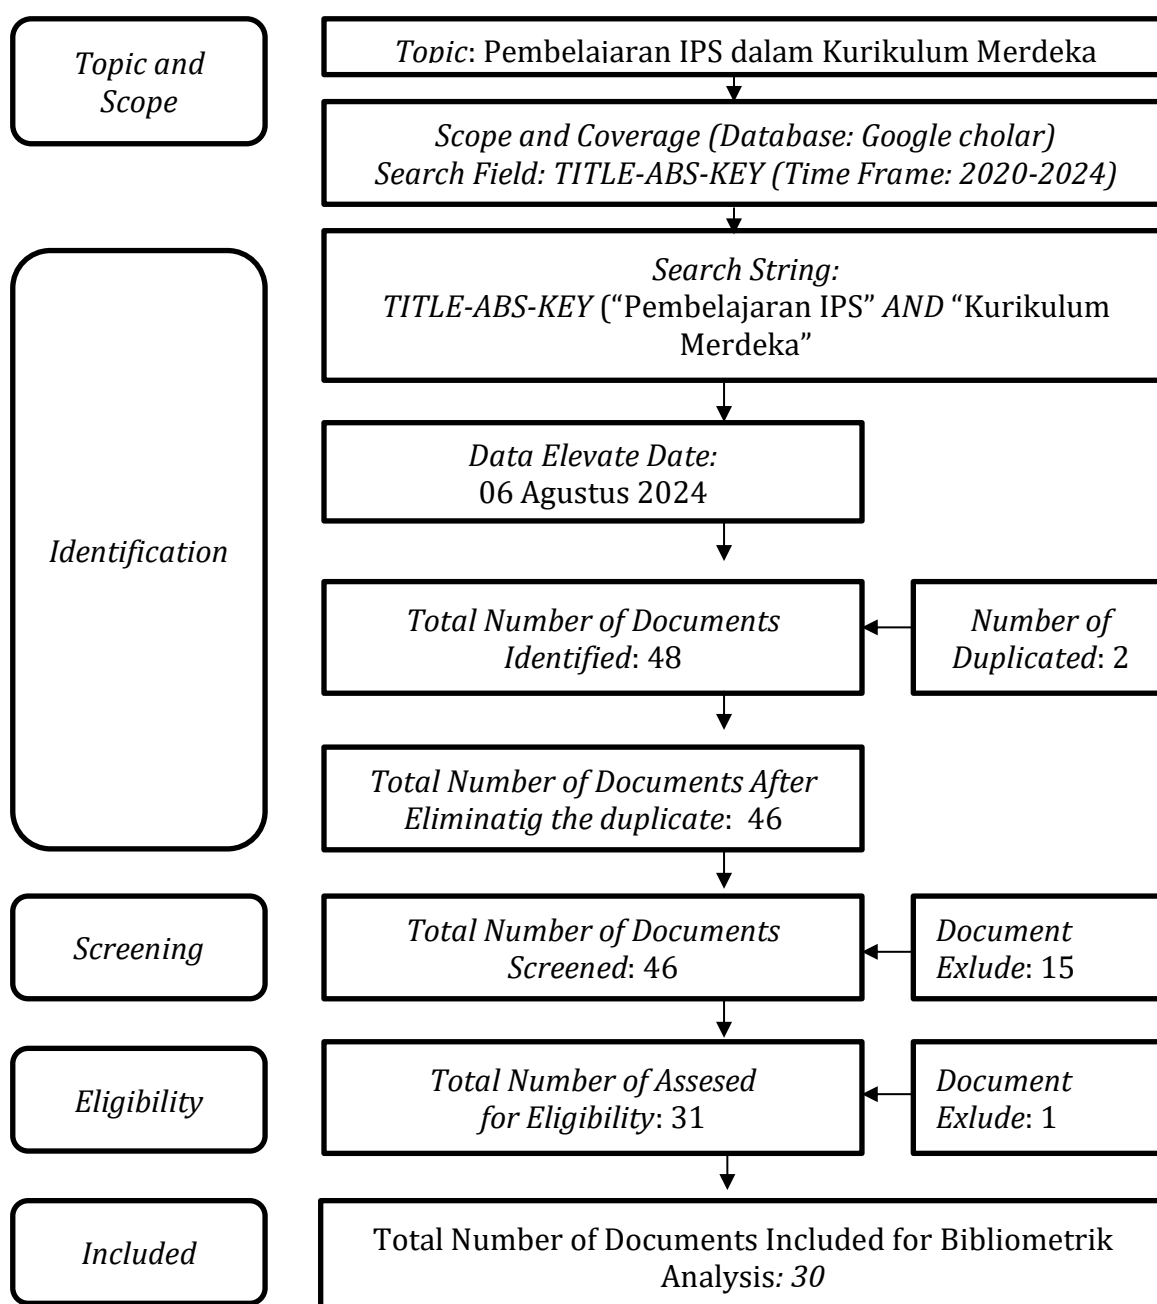 Topic and
Scope
Topic: Pembelajaran IPS dalam Kurikulum Merdeka
Scope and Coverage (Database: Google cholar)
Search Field: TITLE-ABS-KEY (Time Frame: 2020-2024)
Identification
Search String:
TITLE-ABS-KEY (“Pembelajaran IPS” AND “Kurikulum
Merdeka”
Data Elevate Date:
06 Agustus 2024
Total Number of Documents
Identified: 48
Number of
Duplicated: 2
Total Number of Documents After
Eliminatig the duplicate: 46
Screening
Total Number of Documents
Screened: 46
Document
Exlude: 15
Eligibility
Total Number of Assesed
for Eligibility: 31
Document
Exlude: 1
Included
Total Number of Documents Included for Bibliometrik
Analysis: 30